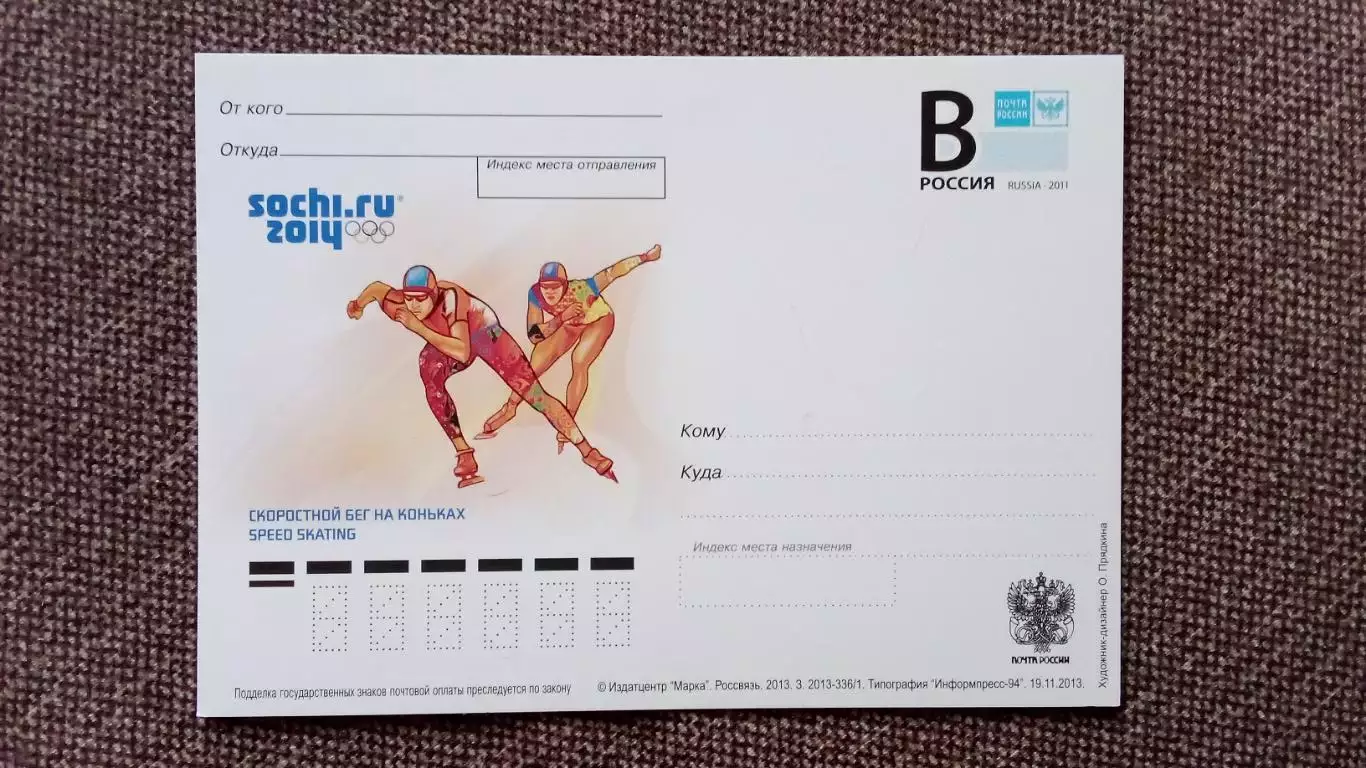 От кого
Откуда
Индекс места отправления
sochi.ru
2014
В
ПОЧТА
РОССИИ
РОССИЯ RUSSIA · 2011
Кому
Куда
СКОРОСТНОЙ БЕГ НА КОНЬКАХ
SPEED SKATING
Индекс места назначения
ПОЧТА РОССИИ
Художник-дизайнер О. Прядкина
Подделка государственных знаков почтовой оплаты преследуется по закону
© Издатцентр "Марка". Россвязь. 2013. З. 2013-336/1. Типография "Информпресс-94". 19.11.2013.